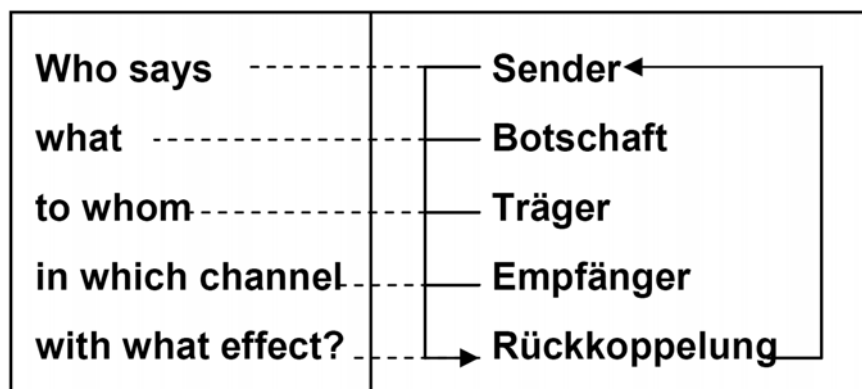 Who says Sender
what Botschaft
to whom Träger
in which channel Empfänger
with what effect? Rückkoppelung